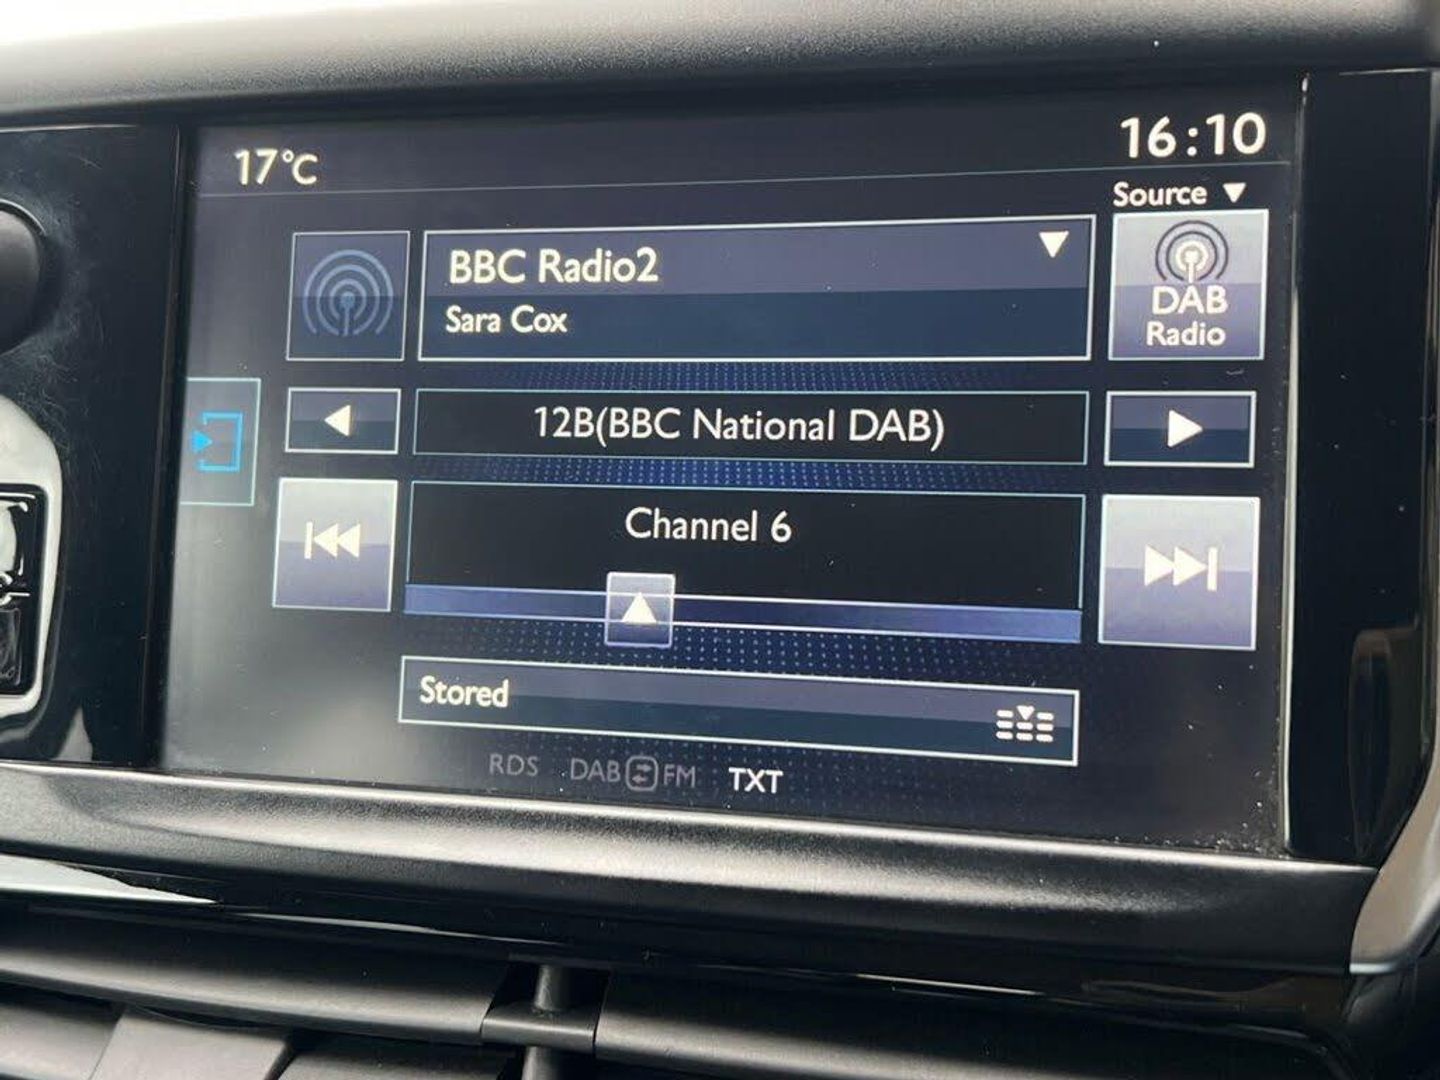 17°C
16:10
Source
BBC Radio2
Sara Cox
DAB
Radio
12B(BBC National DAB)
Channel 6
Stored
RDS DAB FM TXT